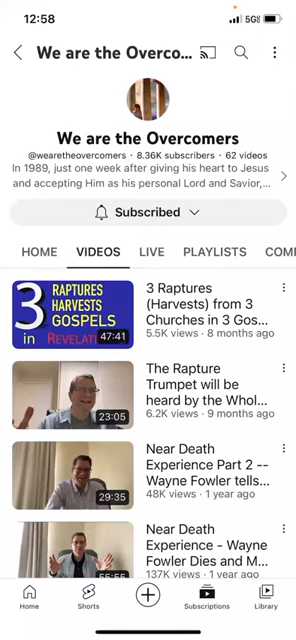 12:58
5G
We are the Overco...
We are the Overcomers
@wearetheovercomers · 8.36K subscribers · 62 videos
In 1989, just one week after giving his heart to Jesus
and accepting Him as his personal Lord and Savior,...
Subscribed
HOME VIDEOS LIVE PLAYLISTS COM
3 RAPTURES
HARVESTS
GOSPELS
in REVELATI
47:41
3 Raptures
(Harvests) from 3
Churches in 3 Gos...
5.5K views · 8 months ago
23:05
The Rapture
Trumpet will be
heard by the Whol...
6.2K views · 9 months ago
29:35
Near Death
Experience Part 2 --
Wayne Fowler tells...
48K views · 1 year ago
Near Death
Experience - Wayne
Fowler Dies and M...
137K views · 1 year ago
Home Shorts Subscriptions Library